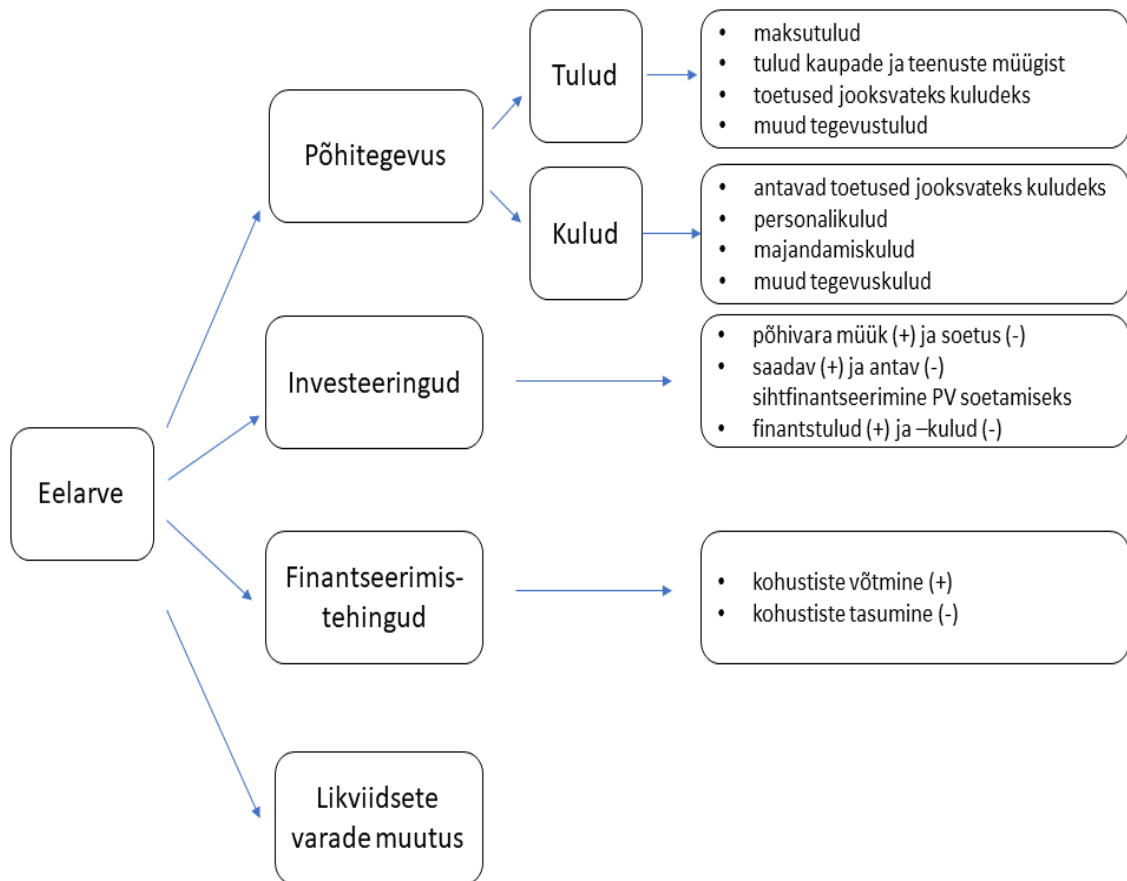 Eelarve
Põhitegevus
Tulud
• maksutulud
• tulud kaupade ja teenuste müügist
• toetused jooksvateks kuludeks
• muud tegevustulud
Kulud
• antavad toetused jooksvateks kuludeks
• personalikulud
• majandamiskulud
• muud tegevuskulud
Investeeringud
• põhivara müük (+) ja soetus (-)
• saadav (+) ja antav (-)
sihtfinantseerimine PV soetamiseks
• finantstulud (+) ja –kulud (-)
Finantseerimis-
tehingud
• kohustiste võtmine (+)
• kohustiste tasumine (-)
Likviidsete
varade muutus